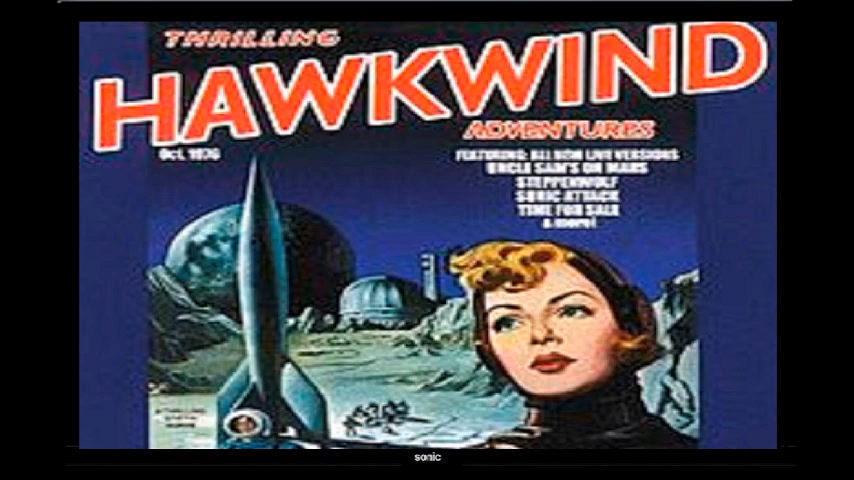 THRILLING
HAWKWIND
ADVENTURES
Oct. 1976
FEATURING: ALL NEW LIVE VERSIONS
UNCLE SAM'S ON MARS
STEPPENWOLF
SONIC ATTACK
TIME FOR SALE
& more!
sonic